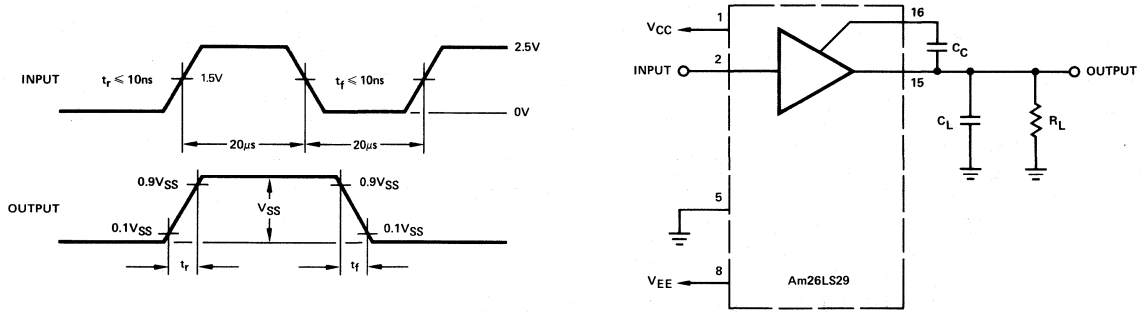 INPUT
tr ≤ 10ns
1.5V
tf ≤ 10ns
2.5V
0V
20μs
20μs
OUTPUT
0.9VSS
0.1VSS
VSS
0.9VSS
0.1VSS
tr
tf
VCC
1
INPUT
2
16
CC
15
OUTPUT
CL
RL
5
VEE
8
Am26LS29